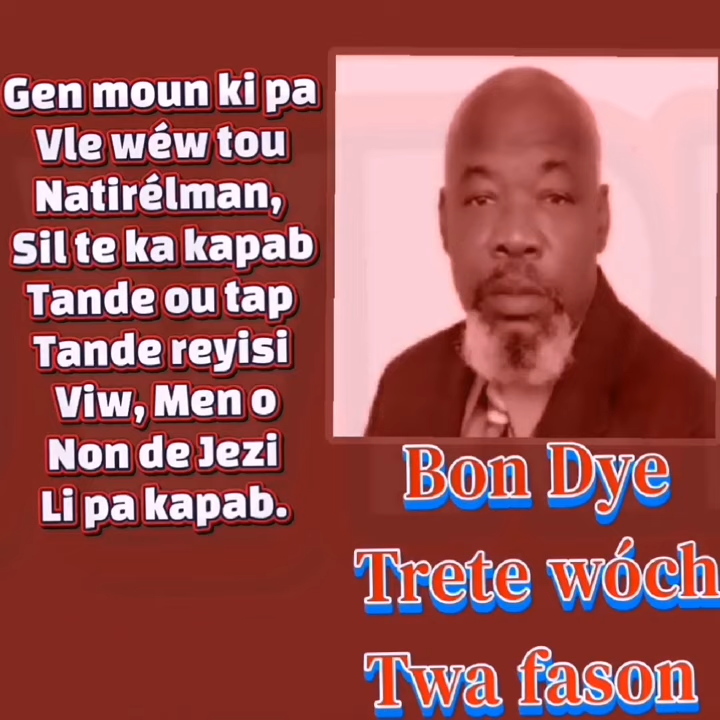 Gen moun ki pa
Vle wéw tou
Natirélman,
Sil te ka kapab
Tande ou tap
Tande reyisi
Viw, Men o
Non de Jezi
Li pa kapab.
Bon Dye
Trete wóch
Twa fason